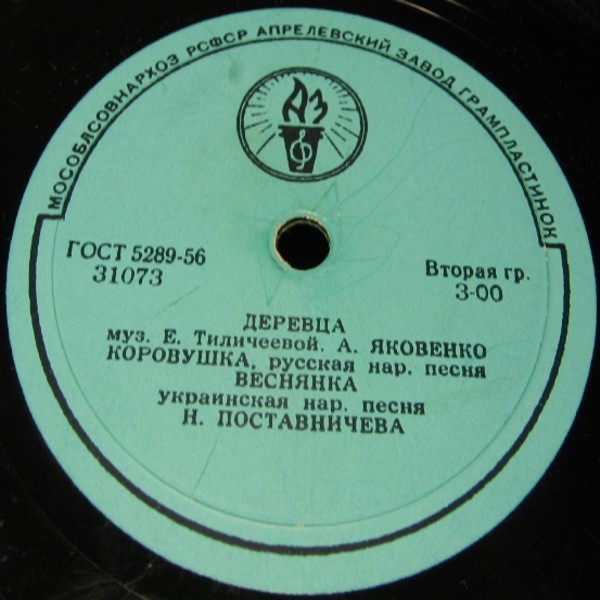 МОСОБЛСОВНАРХОЗ РСФСР АПРЕЛЕВСКИЙ ЗАВОД ГРАМПЛАСТИНОК
АЗ
ГОСТ 5289-56
31073
Вторая гр.
3-00
ДЕРЕВЦА
муз. Е. Тиличеевой. А. ЯКОВЕНКО
КОРОВУШКА, русская нар. песня
ВЕСНЯНКА
украинская нар. песня
Н. ПОСТАВНИЧЕВА